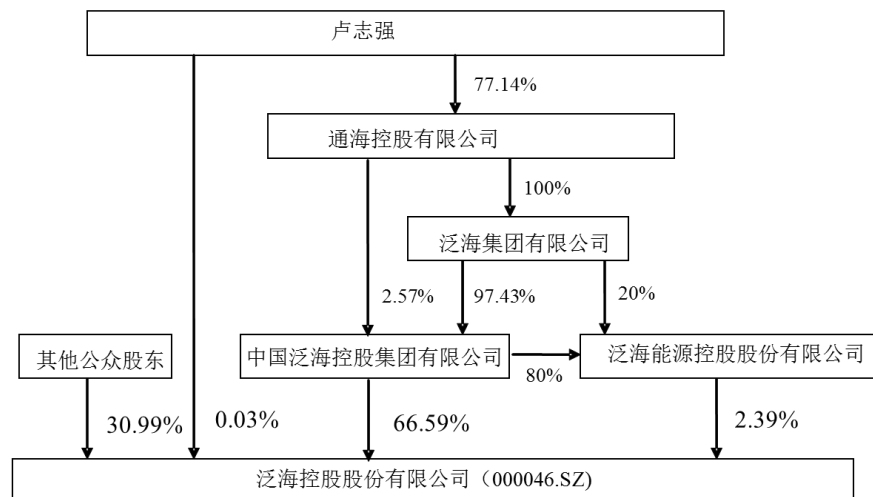 卢志强
77.14%
通海控股有限公司
100%
泛海集团有限公司
2.57%
97.43%
20%
其他公众股东
中国泛海控股集团有限公司
80%
泛海能源控股股份有限公司
30.99%
0.03%
66.59%
2.39%
泛海控股股份有限公司（000046.SZ)